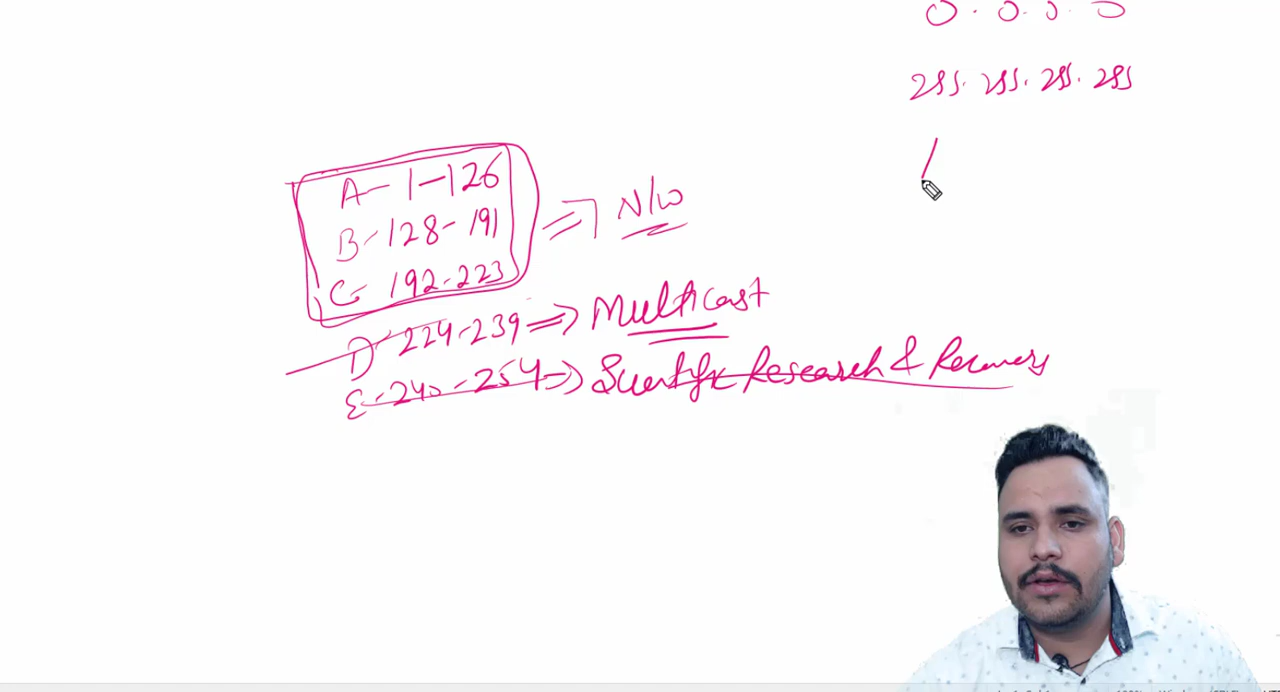 0.0.0.0
255.255.255.255
A- 1-126
B-128-191
C- 192-223
=> N/W
D 224-239 => Multicast
E-240-254 => Scientific Research &